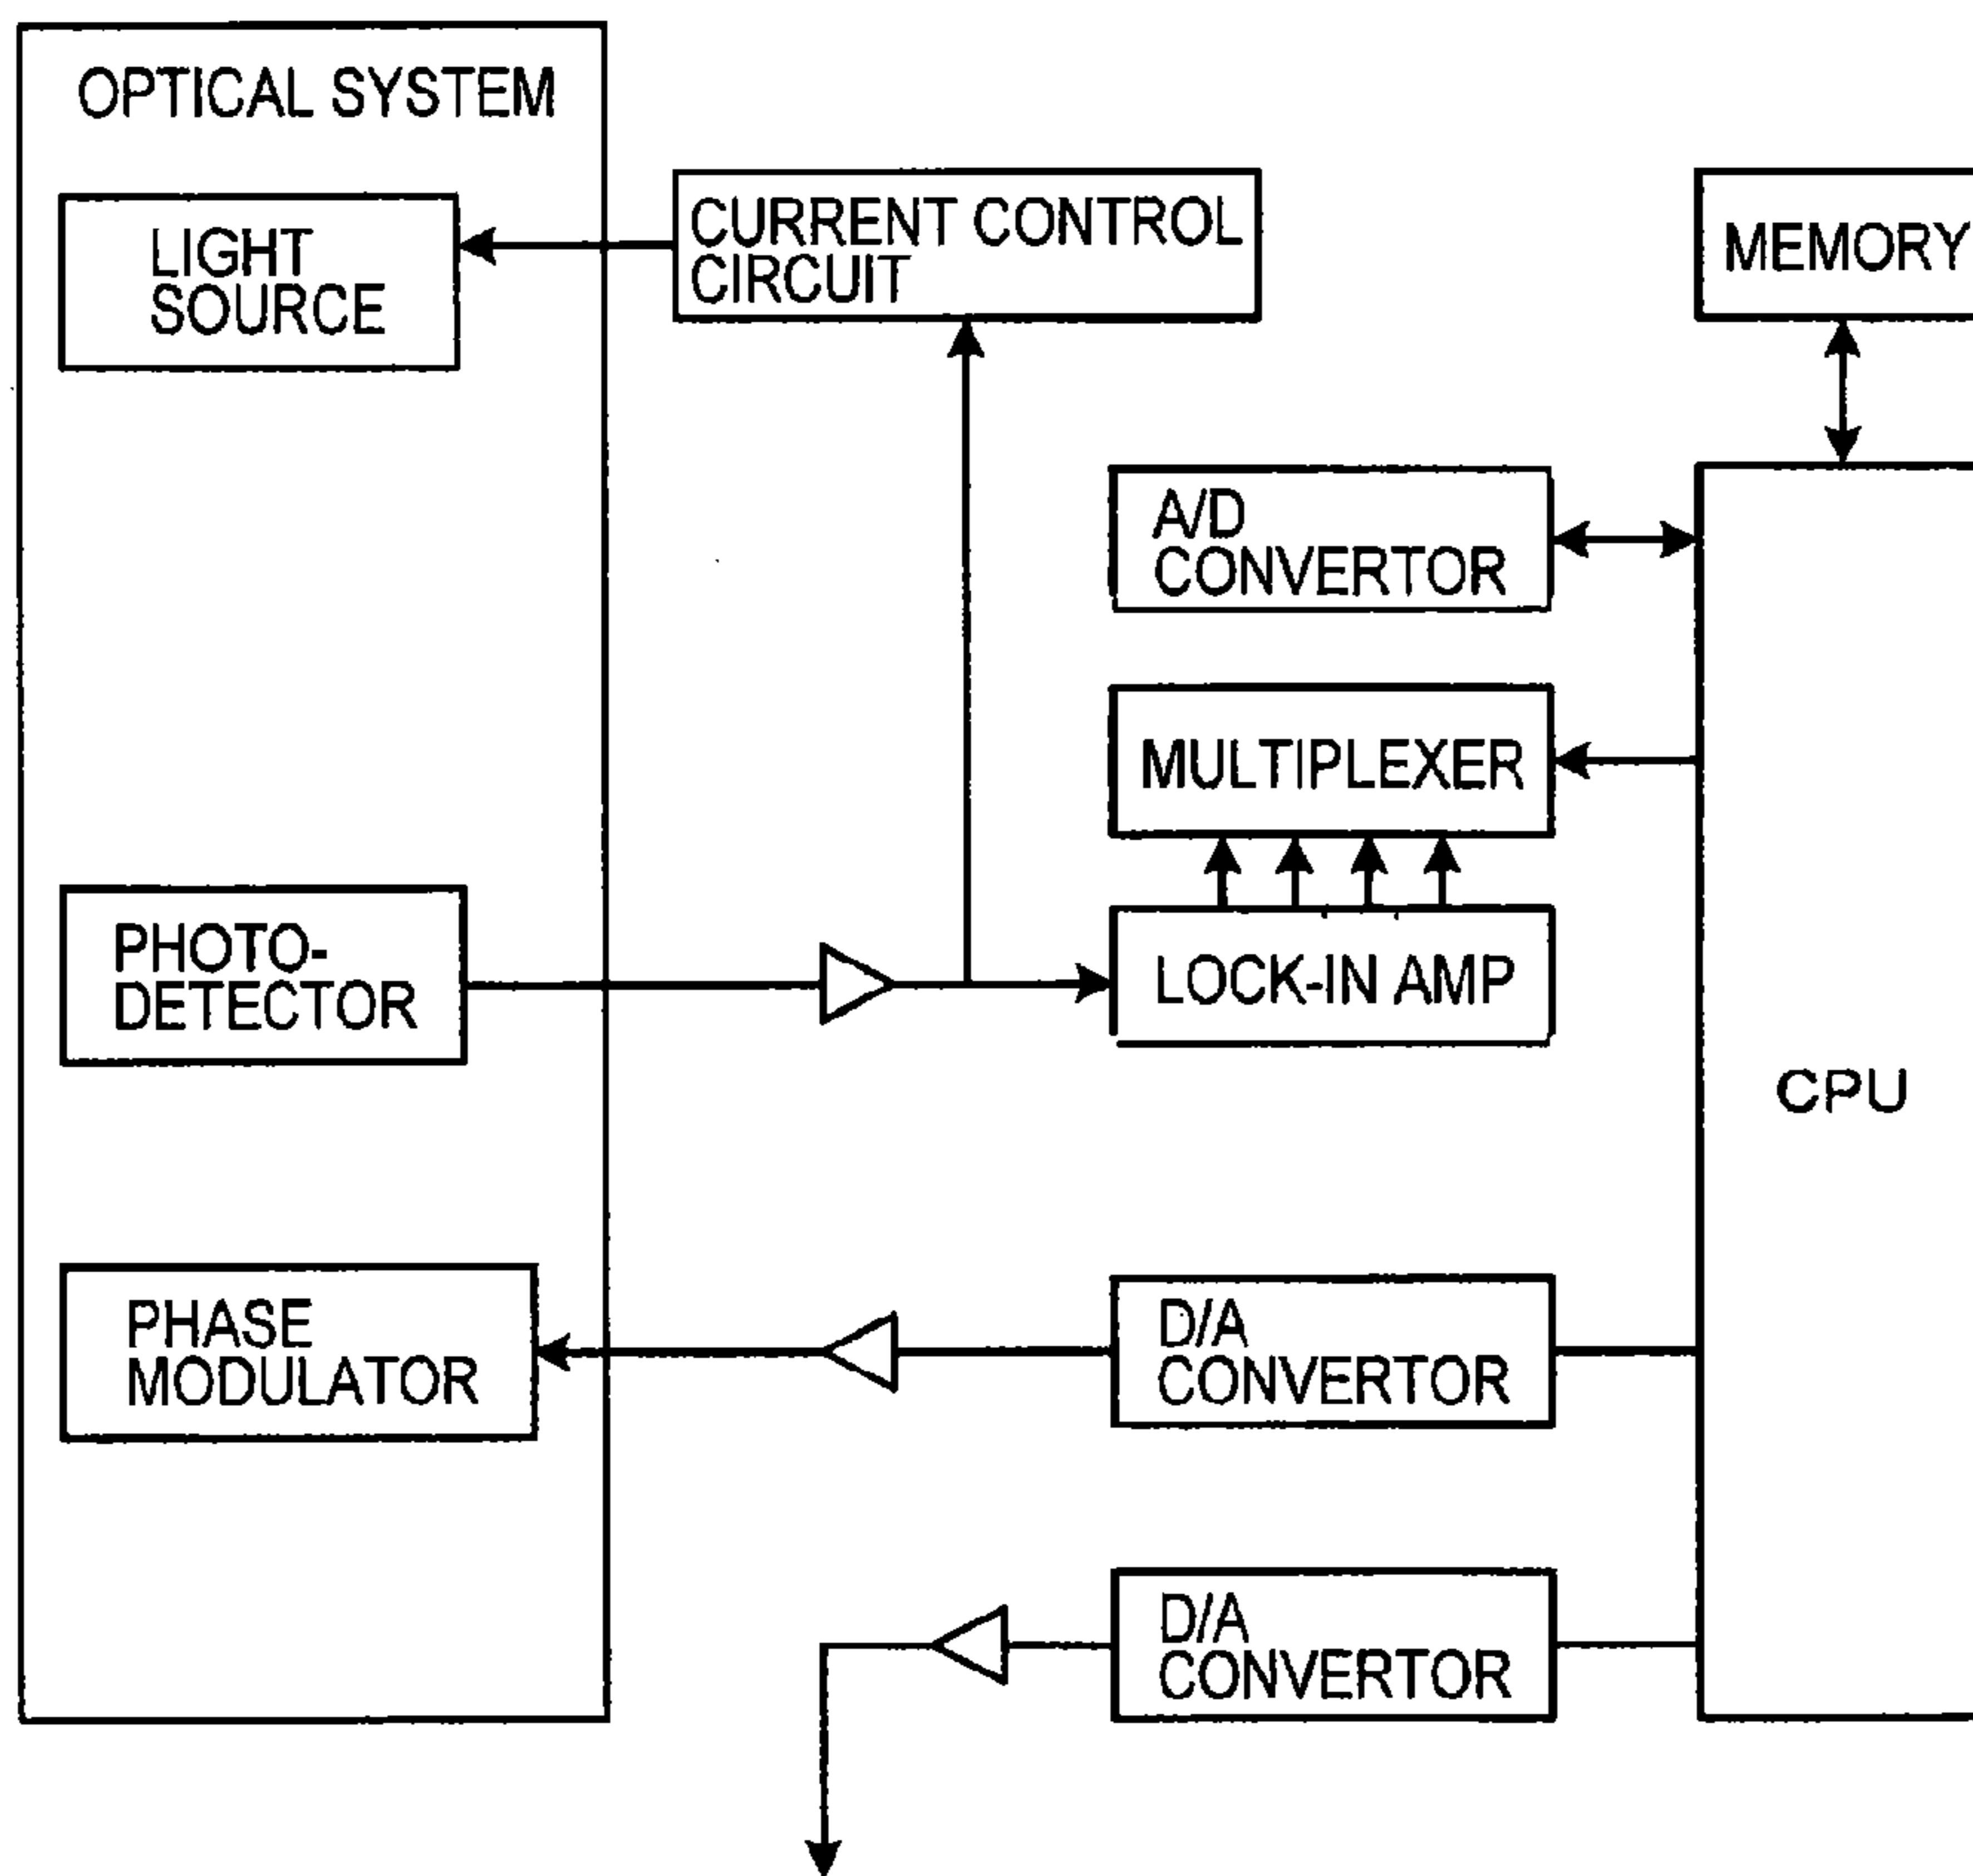 OPTICAL SYSTEM
LIGHT
SOURCE
CURRENT CONTROL
CIRCUIT
MEMORY
A/D
CONVERTOR
MULTIPLEXER
PHOTO-
DETECTOR
LOCK-IN AMP
CPU
PHASE
MODULATOR
D/A
CONVERTOR
D/A
CONVERTOR